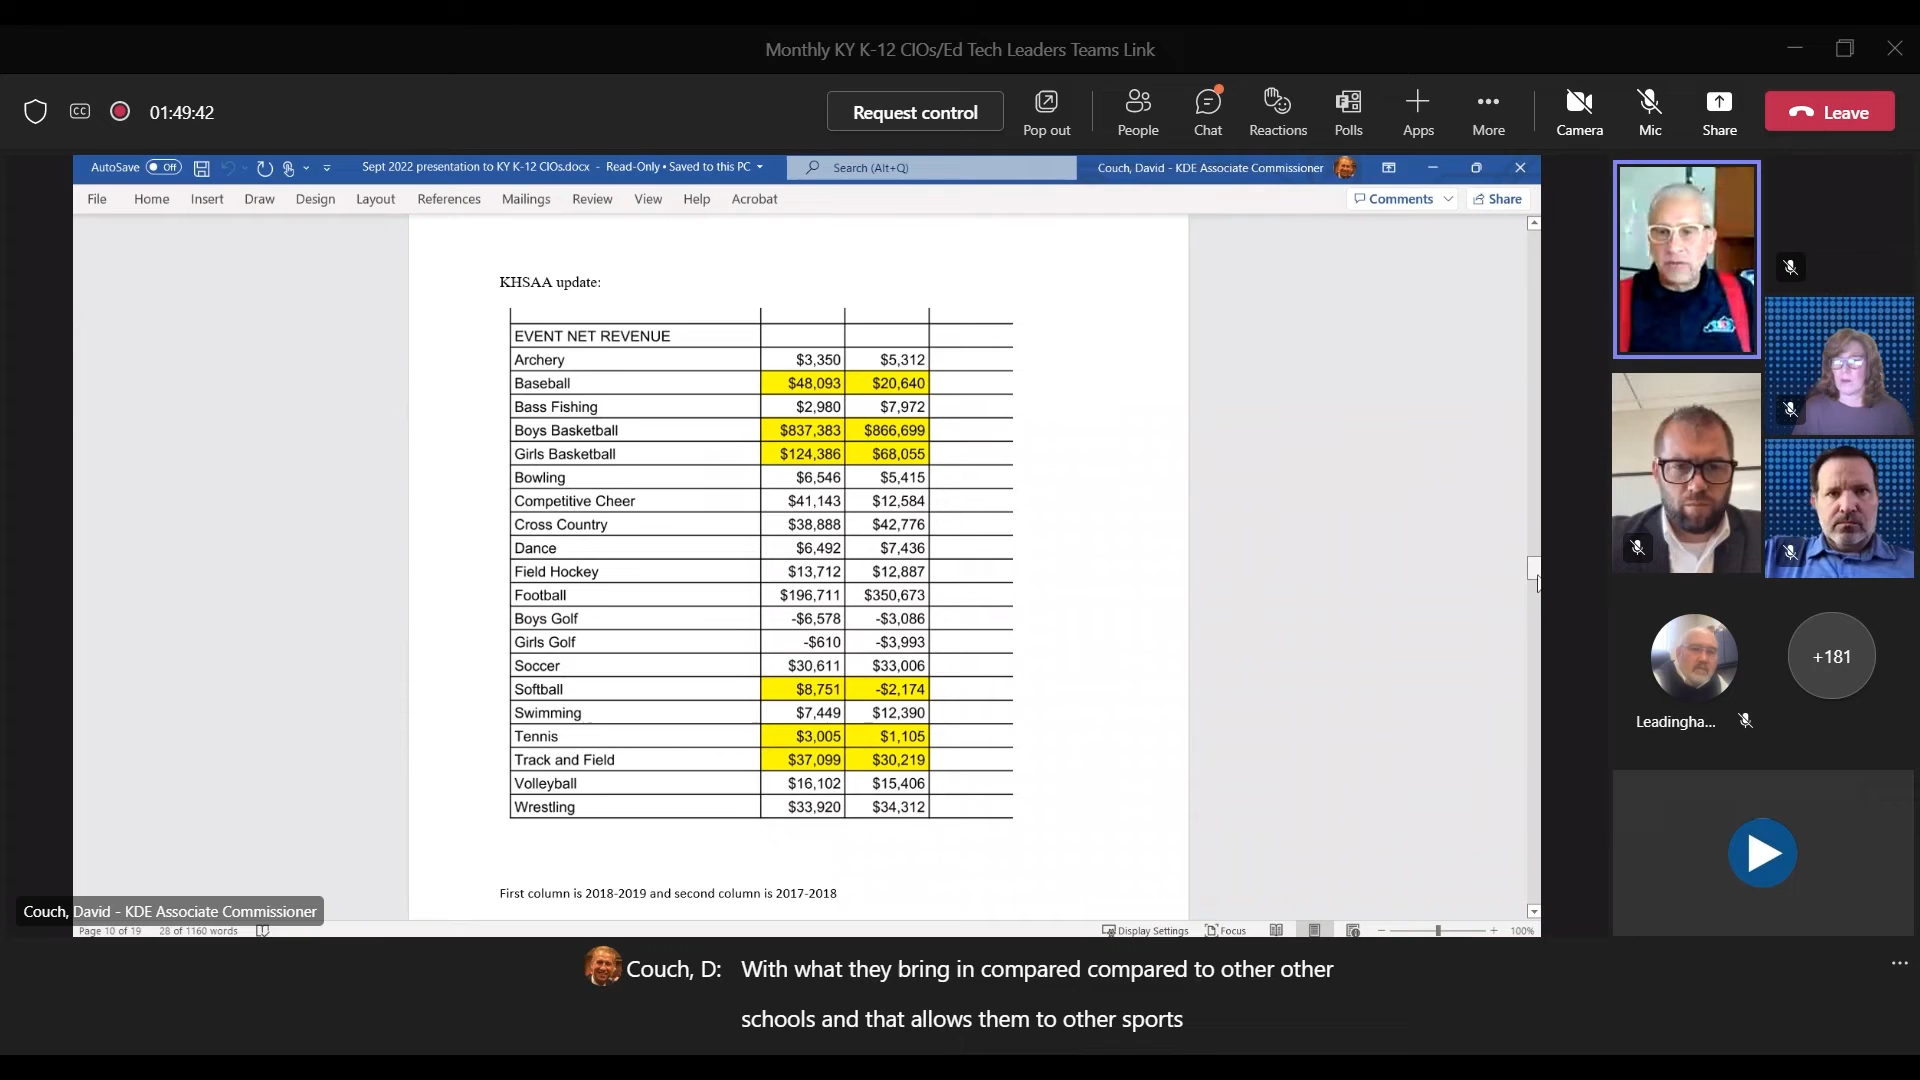 Monthly KY K-12 CIOs/Ed Tech Leaders Teams Link
CC 01:49:42 Request control Pop out People Chat Reactions Polls Apps More Camera Mic Share Leave
AutoSave Off Sept 2022 presentation to KY K-12 CIOs.docx - Read-Only • Saved to this PC Search (Alt+Q) Couch, David - KDE Associate Commissioner
File Home Insert Draw Design Layout References Mailings Review View Help Acrobat Comments Share
KHSAA update:
EVENT NET REVENUE
Archery $3,350 $5,312
Baseball $48,093 $20,640
Bass Fishing $2,980 $7,972
Boys Basketball $837,383 $866,699
Girls Basketball $124,386 $68,055
Bowling $6,546 $5,415
Competitive Cheer $41,143 $12,584
Cross Country $38,888 $42,776
Dance $6,492 $7,436
Field Hockey $13,712 $12,887
Football $196,711 $350,673
Boys Golf -$6,578 -$3,086
Girls Golf -$610 -$3,993
Soccer $30,611 $33,006
Softball $8,751 -$2,174
Swimming $7,449 $12,390
Tennis $3,005 $1,105
Track and Field $37,099 $30,219
Volleyball $16,102 $15,406
Wrestling $33,920 $34,312
First column is 2018-2019 and second column is 2017-2018
+181
Leadingha...
Couch, David - KDE Associate Commissioner
Page 10 of 19 28 of 1160 words Display Settings Focus 100%
Couch, D: With what they bring in compared compared to other other
schools and that allows them to other sports